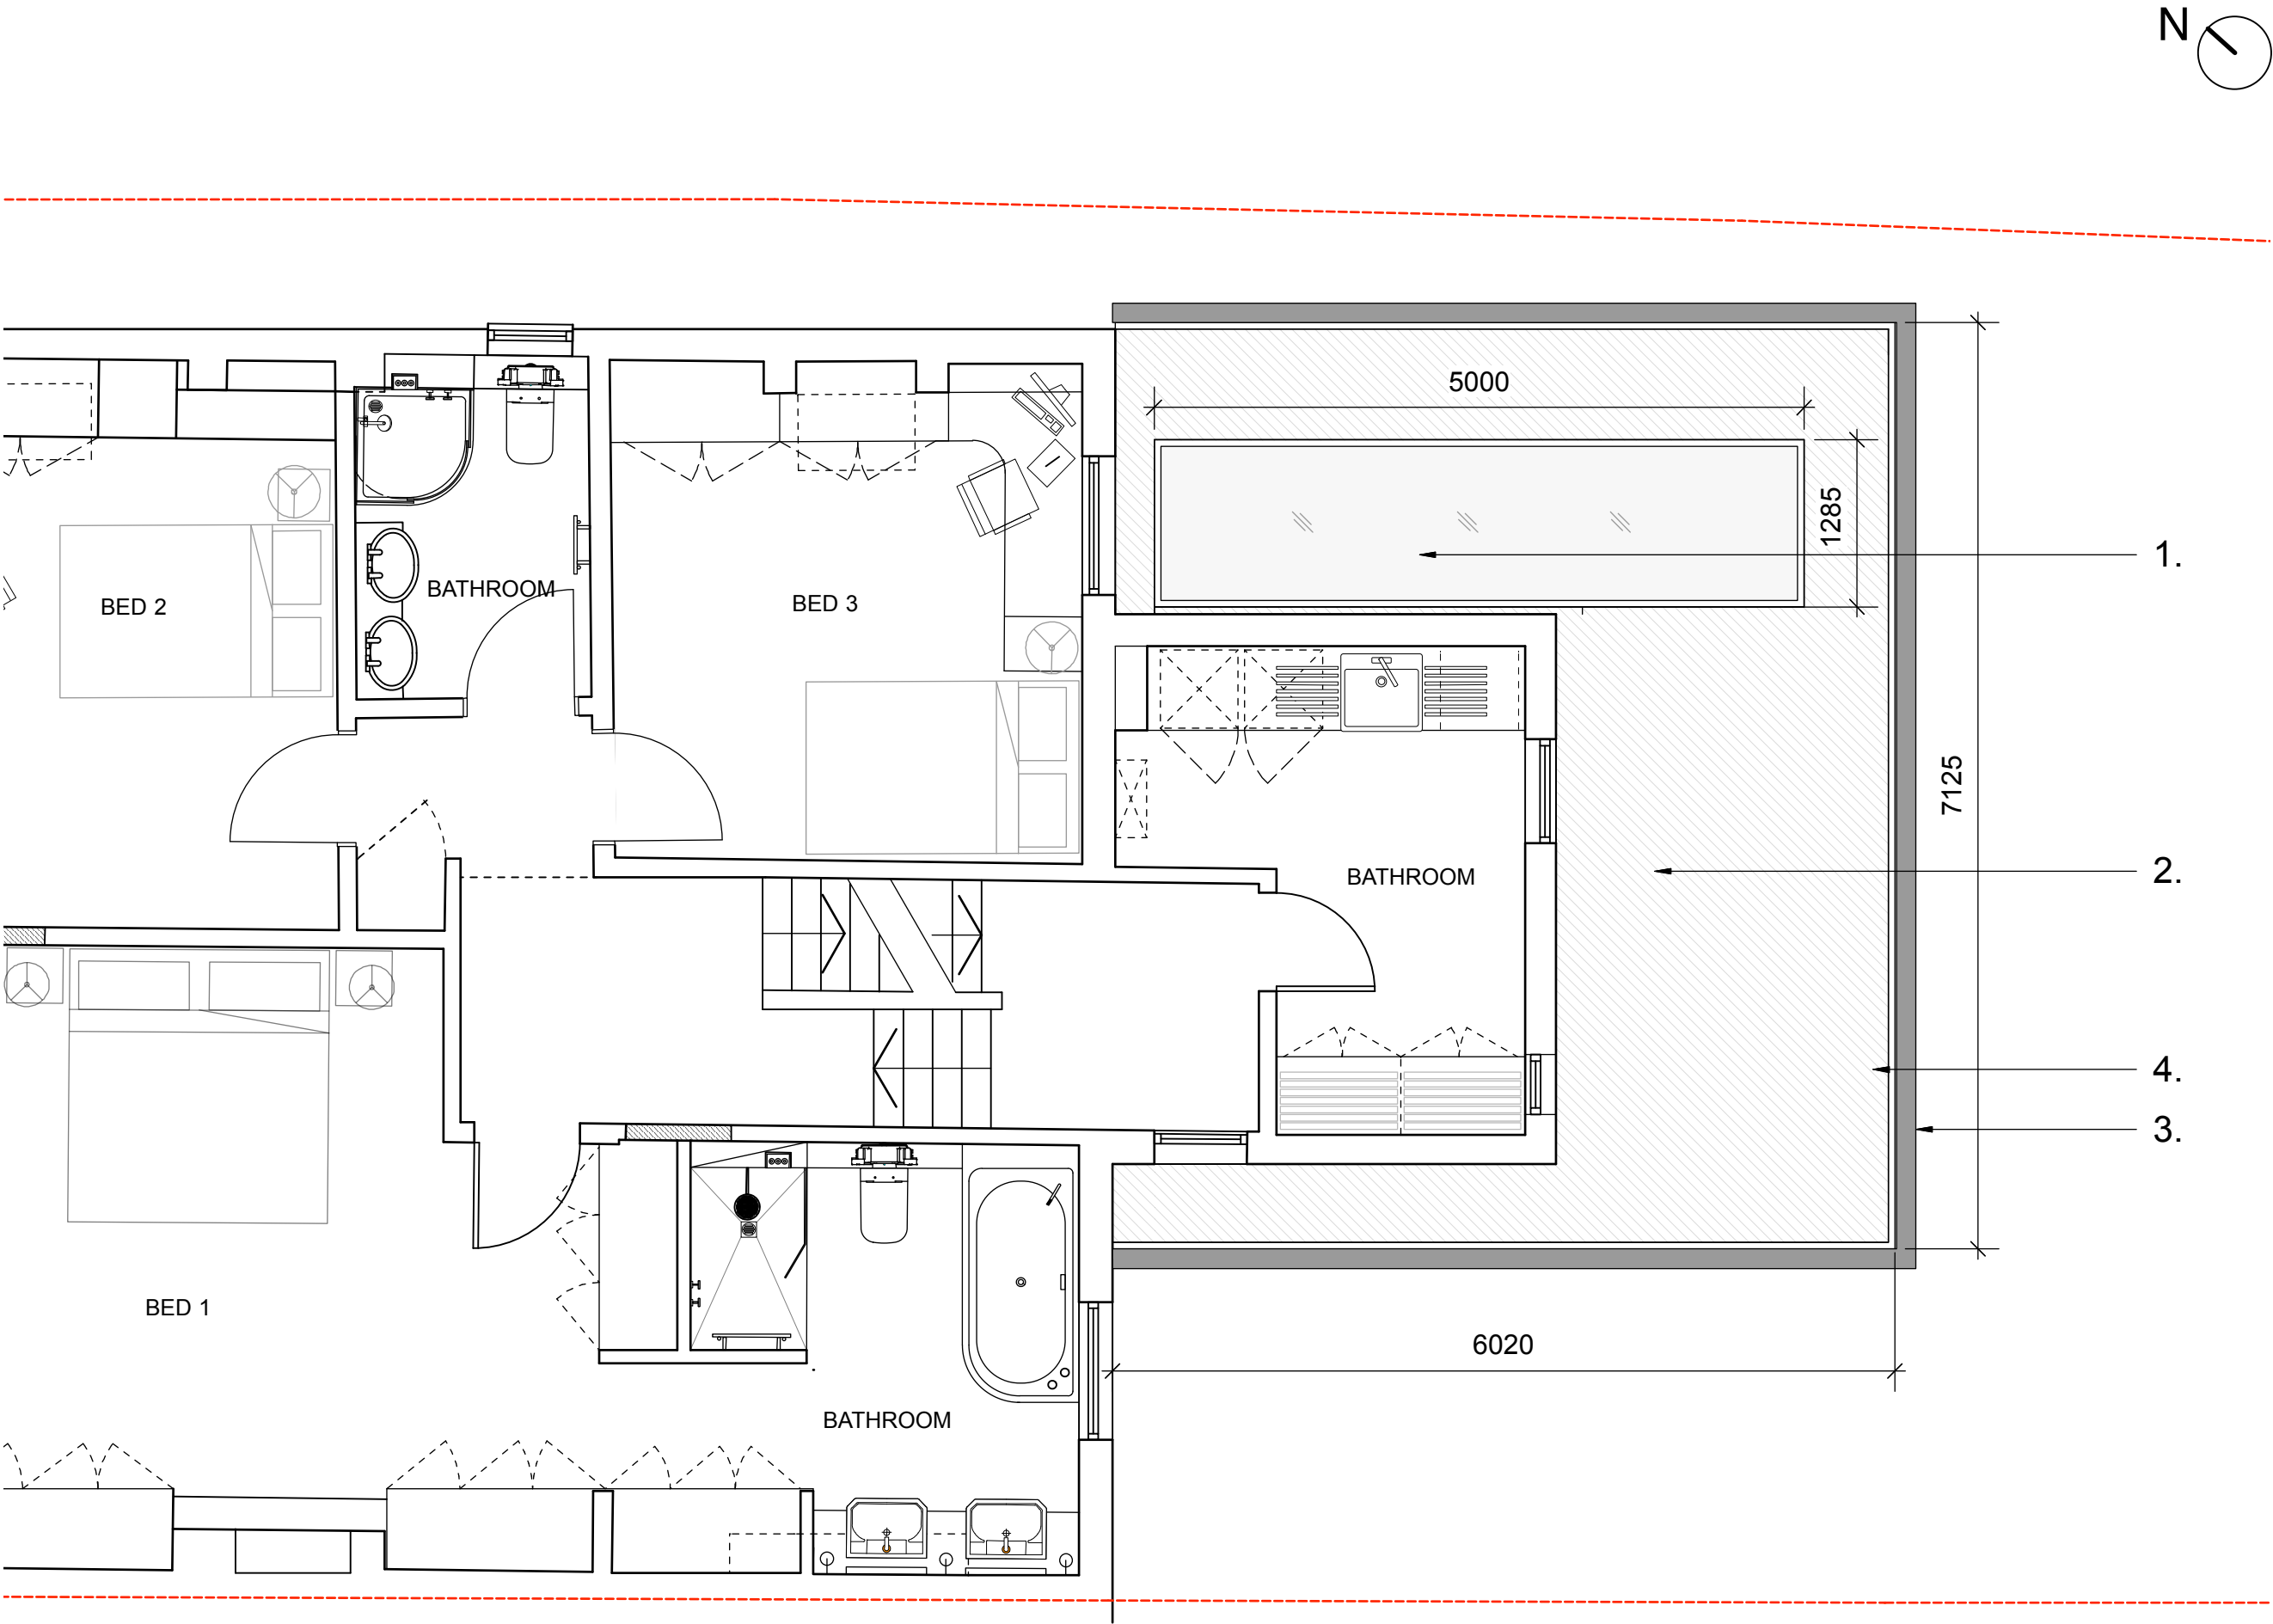 N
5000
1285
1.
BED 2
BATHROOM
BED 3
7125
2.
BATHROOM
4.
3.
BED 1
6020
BATHROOM